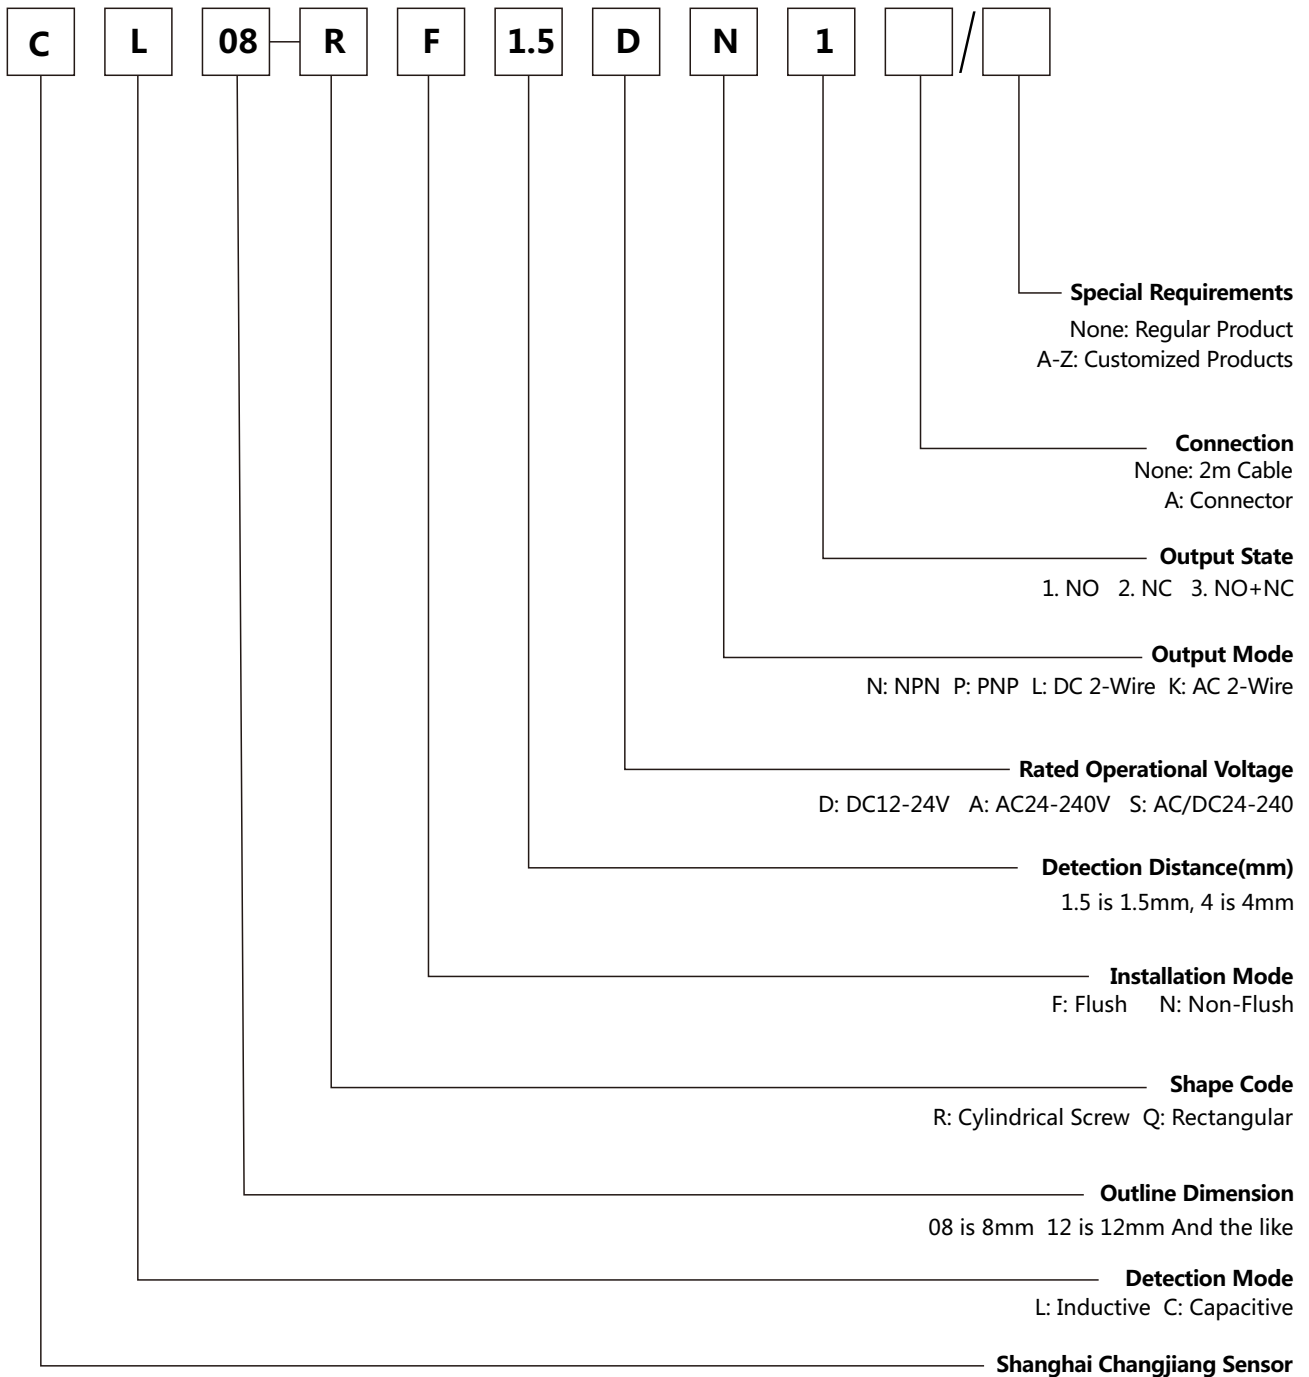 C L 08 R F 1.5 D N 1 /
Special Requirements
None: Regular Product
A-Z: Customized Products
Connection
None: 2m Cable
A: Connector
Output State
1. NO 2. NC 3. NO+NC
Output Mode
N: NPN P: PNP L: DC 2-Wire K: AC 2-Wire
Rated Operational Voltage
D: DC12-24V A: AC24-240V S: AC/DC24-240
Detection Distance(mm)
1.5 is 1.5mm, 4 is 4mm
Installation Mode
F: Flush N: Non-Flush
Shape Code
R: Cylindrical Screw Q: Rectangular
Outline Dimension
08 is 8mm 12 is 12mm And the like
Detection Mode
L: Inductive C: Capacitive
Shanghai Changjiang Sensor